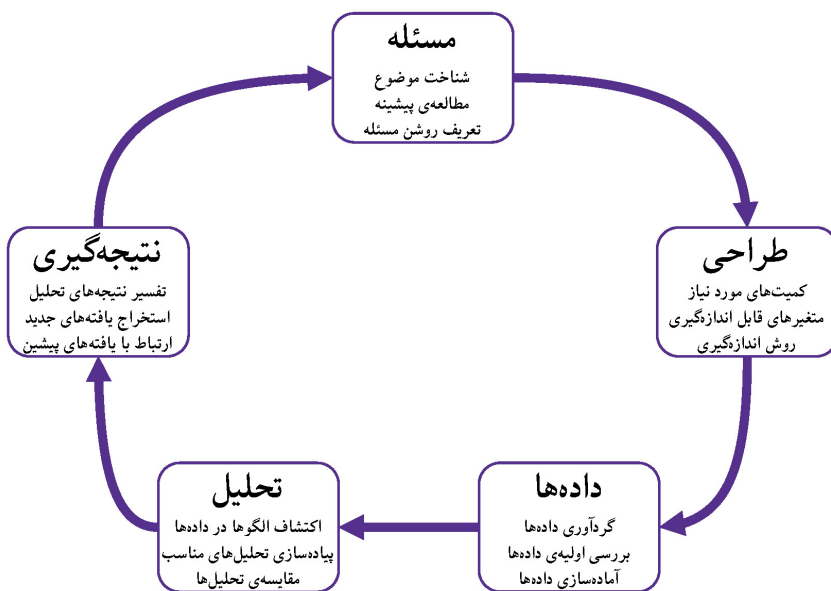 مسئله
شناخت موضوع
مطالعه‌ی پیشینه
تعریف روشن مسئله
طراحی
کمیت‌های مورد نیاز
متغیرهای قابل اندازه‌گیری
روش اندازه‌گیری
داده‌ها
گردآوری داده‌ها
بررسی اولیه‌ی داده‌ها
آماده‌سازی داده‌ها
تحلیل
اکتشاف الگوها در داده‌ها
پیاده‌سازی تحلیل‌های مناسب
مقایسه‌ی تحلیل‌ها
نتیجه‌گیری
تفسیر نتیجه‌های تحلیل
استخراج یافته‌های جدید
ارتباط با یافته‌های پیشین